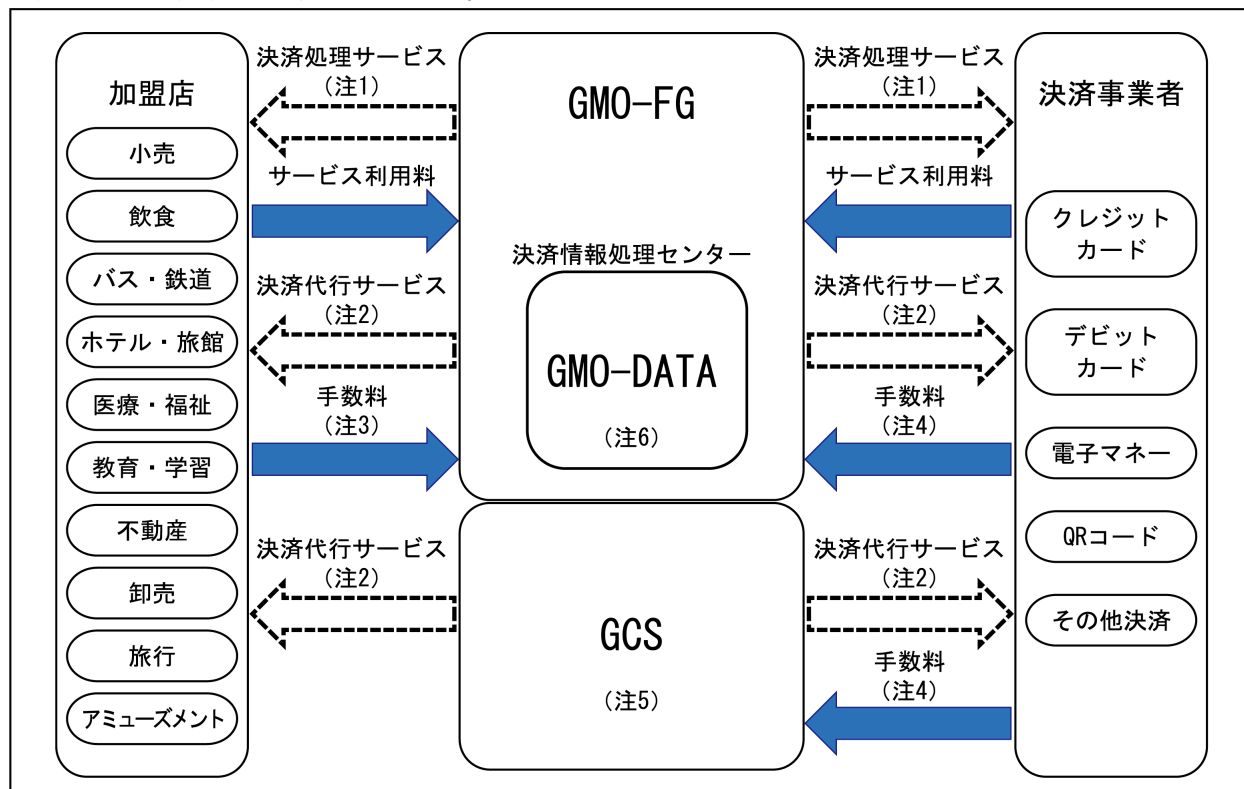 加盟店
小売
飲食
バス・鉄道
ホテル・旅館
医療・福祉
教育・学習
不動産
卸売
旅行
アミューズメント
決済処理サービス
（注1）
サービス利用料
決済代行サービス
（注2）
手数料
（注3）
決済代行サービス
（注2）
GMO-FG
決済情報処理センター
GMO-DATA
（注6）
GCS
（注5）
決済処理サービス
（注1）
サービス利用料
決済代行サービス
（注2）
手数料
（注4）
決済代行サービス
（注2）
手数料
（注4）
決済事業者
クレジット
カード
デビット
カード
電子マネー
QRコード
その他決済